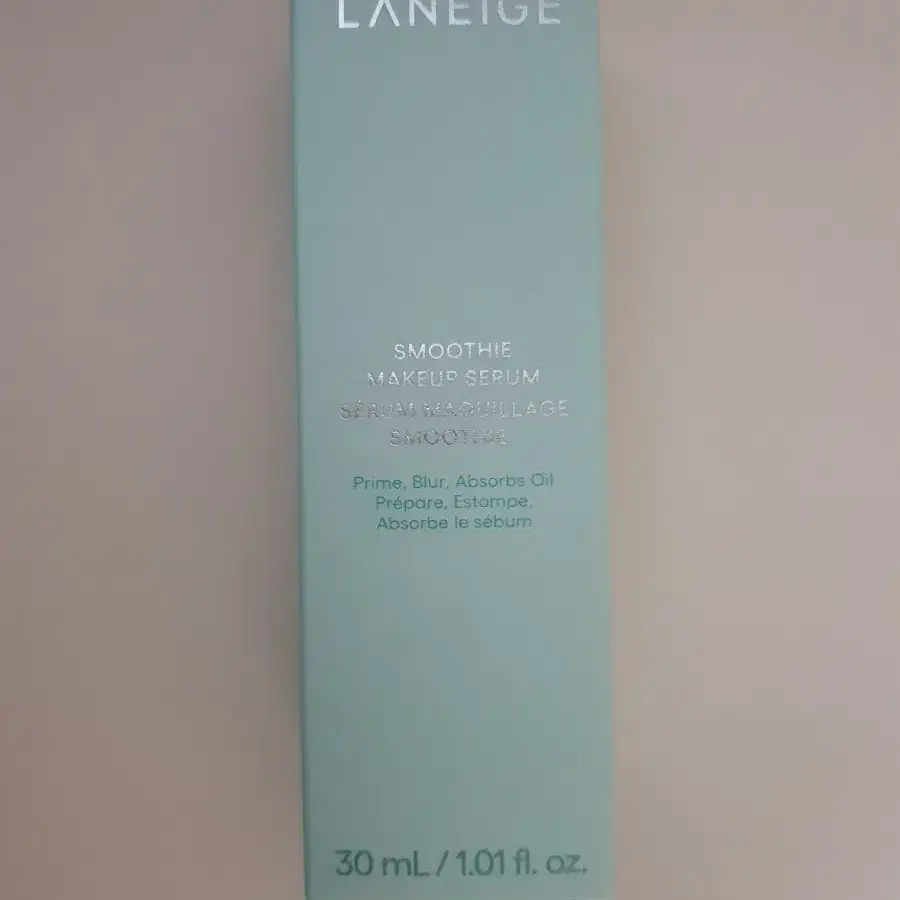 LANEIGE
SMOOTHIE
MAKEUP SERUM
SÉRUM MAQUILLAGE
SMOOTHIE
Prime, Blur, Absorbs Oil
Prépare, Estompe,
Absorbe le sébum
30 mL / 1.01 fl. oz.